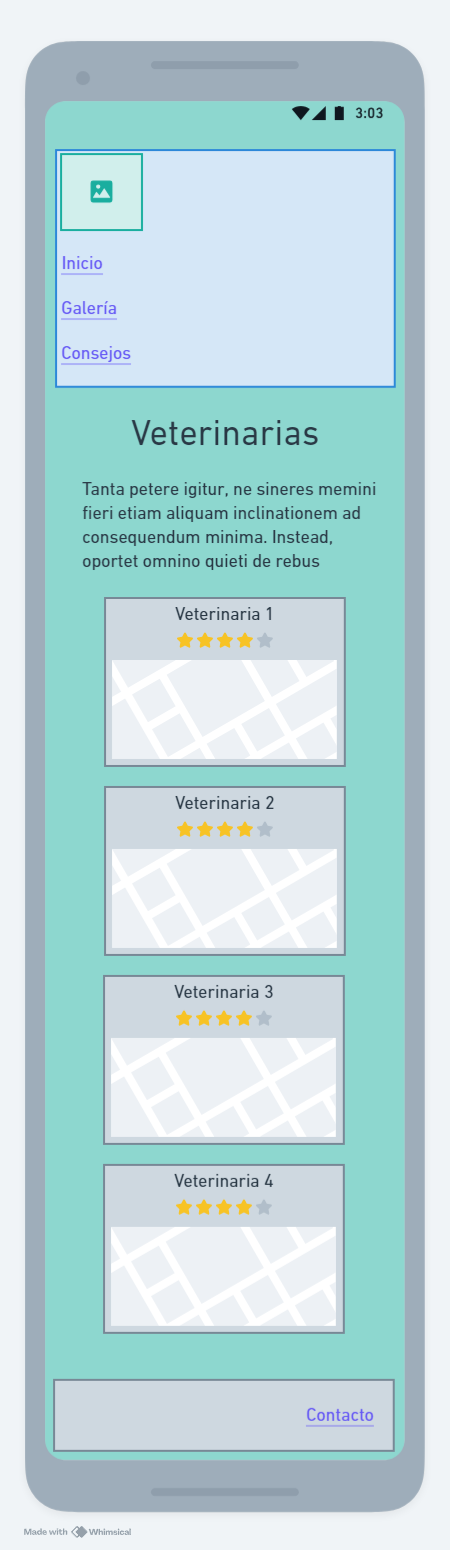 3:03
Inicio
Galería
Consejos
Veterinarias
Tanta petere igitur, ne sineres memini
fieri etiam aliquam inclinationem ad
consequendum minima. Instead,
oportet omnino quieti de rebus
Veterinaria 1
Veterinaria 2
Veterinaria 3
Veterinaria 4
Contacto
Made with Whimsical